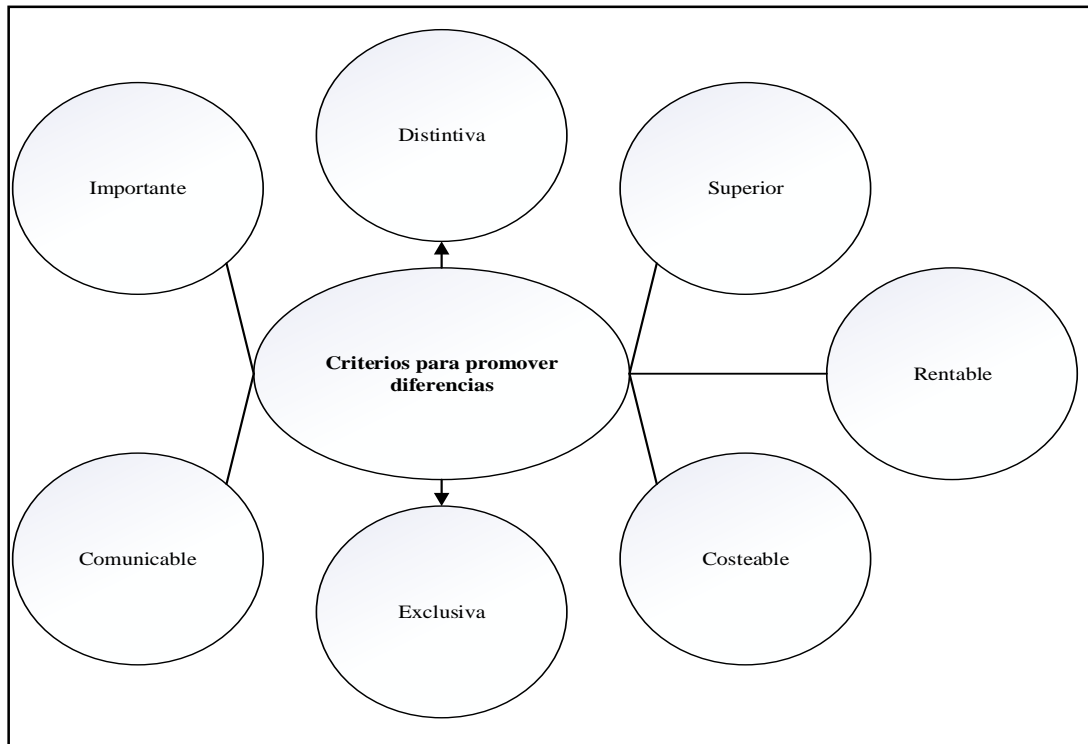 Distintiva
Importante
Superior
Criterios para promover
diferencias
Rentable
Comunicable
Costeable
Exclusiva